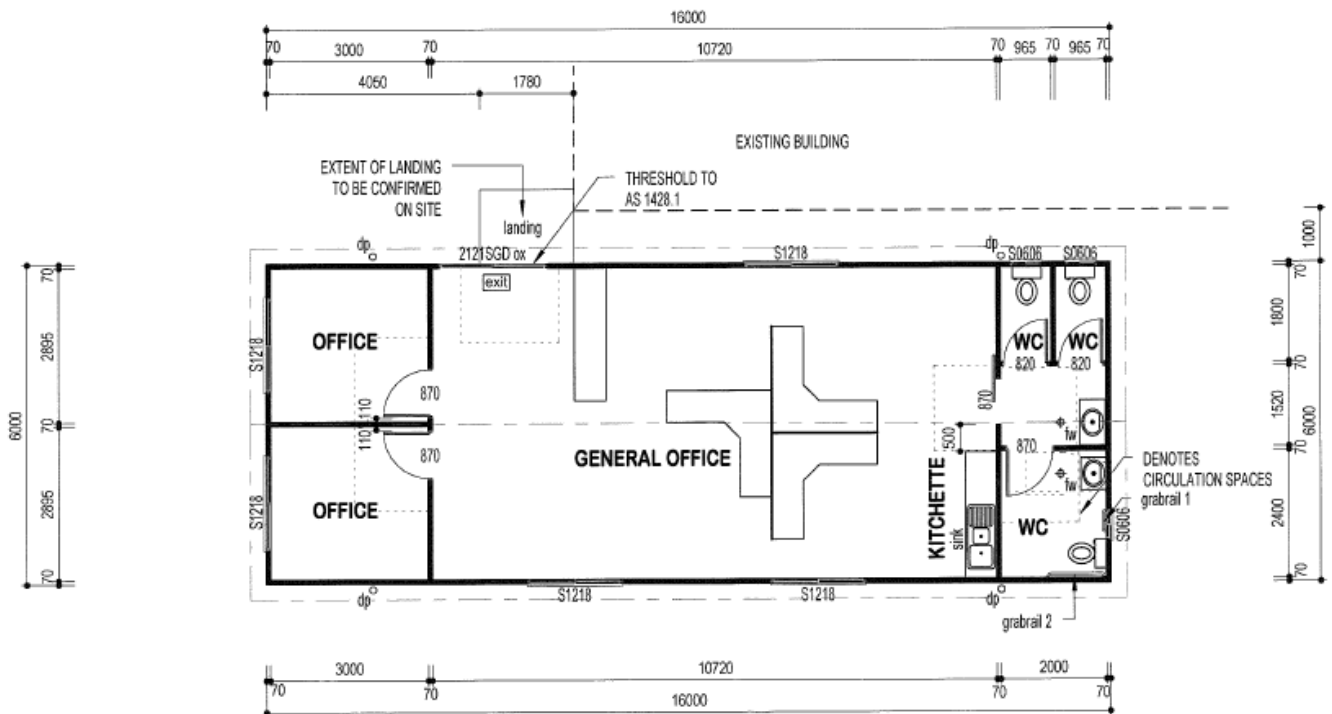 16000
70 3000 70 10720 70 965 70 965 70
4050 1780
EXISTING BUILDING
EXTENT OF LANDING
TO BE CONFIRMED
ON SITE
THRESHOLD TO
AS 1428.1
landing
1000
dp
2121SGD ox
S1218
dp
S0606
S0606
exit
70
2895
70
2895
70
6000
S1218
S1218
OFFICE
870
110
110
870
OFFICE
GENERAL OFFICE
WC
820
WC
820
870
500
fw
870
fw
KITCHETTE
sink
WC
DENOTES
CIRCULATION SPACES
grabrail 1
S0606
70
1800
70
1520
70
2400
70
6000
dp
S1218
S1218
dp
grabrail 2
3000 10720 2000
70 70 70 70
16000